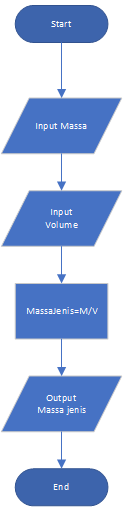 Start
Input Massa
Input
Volume
MassaJenis=M/V
Output
Massa jenis
End